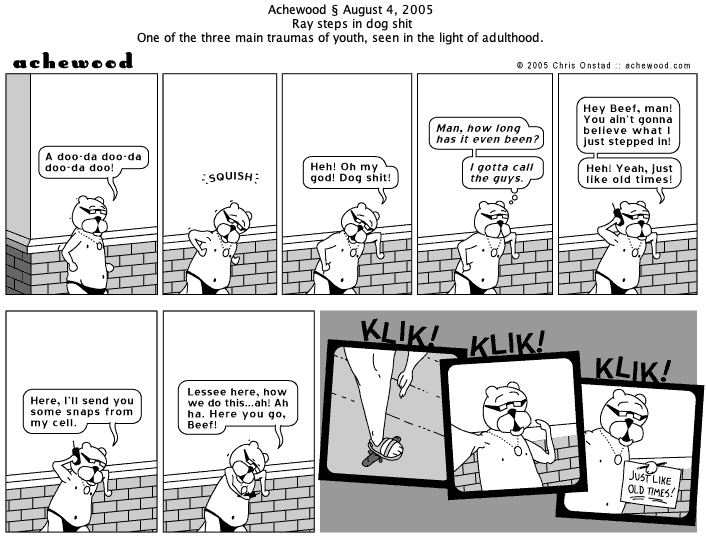 Achewood § August 4, 2005
Ray steps in dog shit
One of the three main traumas of youth, seen in the light of adulthood.
achewood
© 2005 Chris Onstad :: achewood.com
A doo-da doo-da
doo-da doo!
SQUISH
Heh! Oh my
god! Dog shit!
Man, how long
has it even been?
I gotta call
the guys.
Hey Beef, man!
You ain't gonna
believe what I
just stepped in!
Heh! Yeah, just
like old times!
Here, I'll send you
some snaps from
my cell.
Lessee here, how
we do this...ah! Ah
ha. Here you go,
Beef!
KLIK!
KLIK!
KLIK!
JUST LIKE
OLD TIMES!